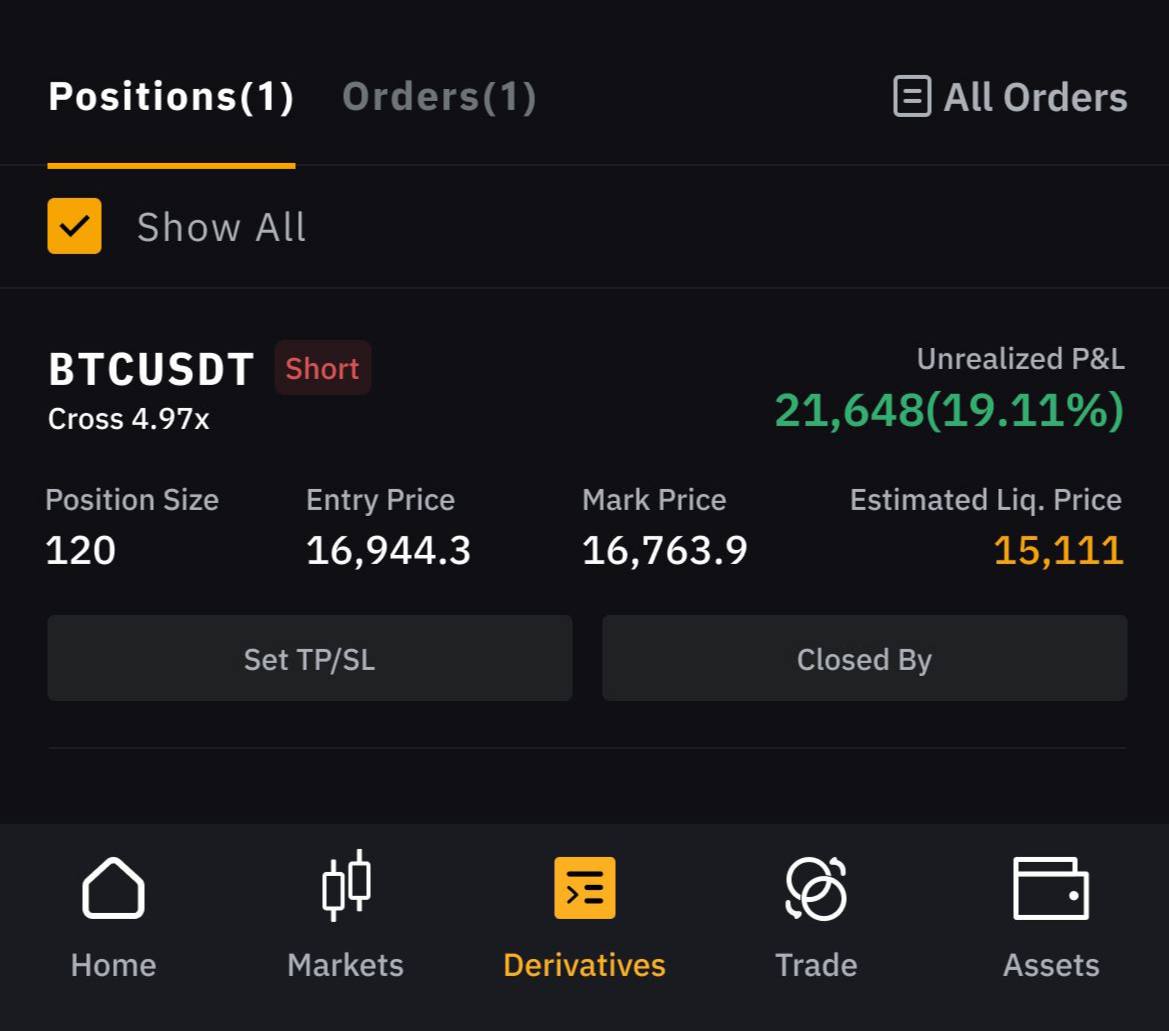 Positions(1) Orders(1) All Orders
Show All
BTCUSDT Short Unrealized P&L
Cross 4.97x 21,648(19.11%)
Position Size Entry Price Mark Price Estimated Liq. Price
120 16,944.3 16,763.9 15,111
Set TP/SL Closed By
Home Markets Derivatives Trade Assets